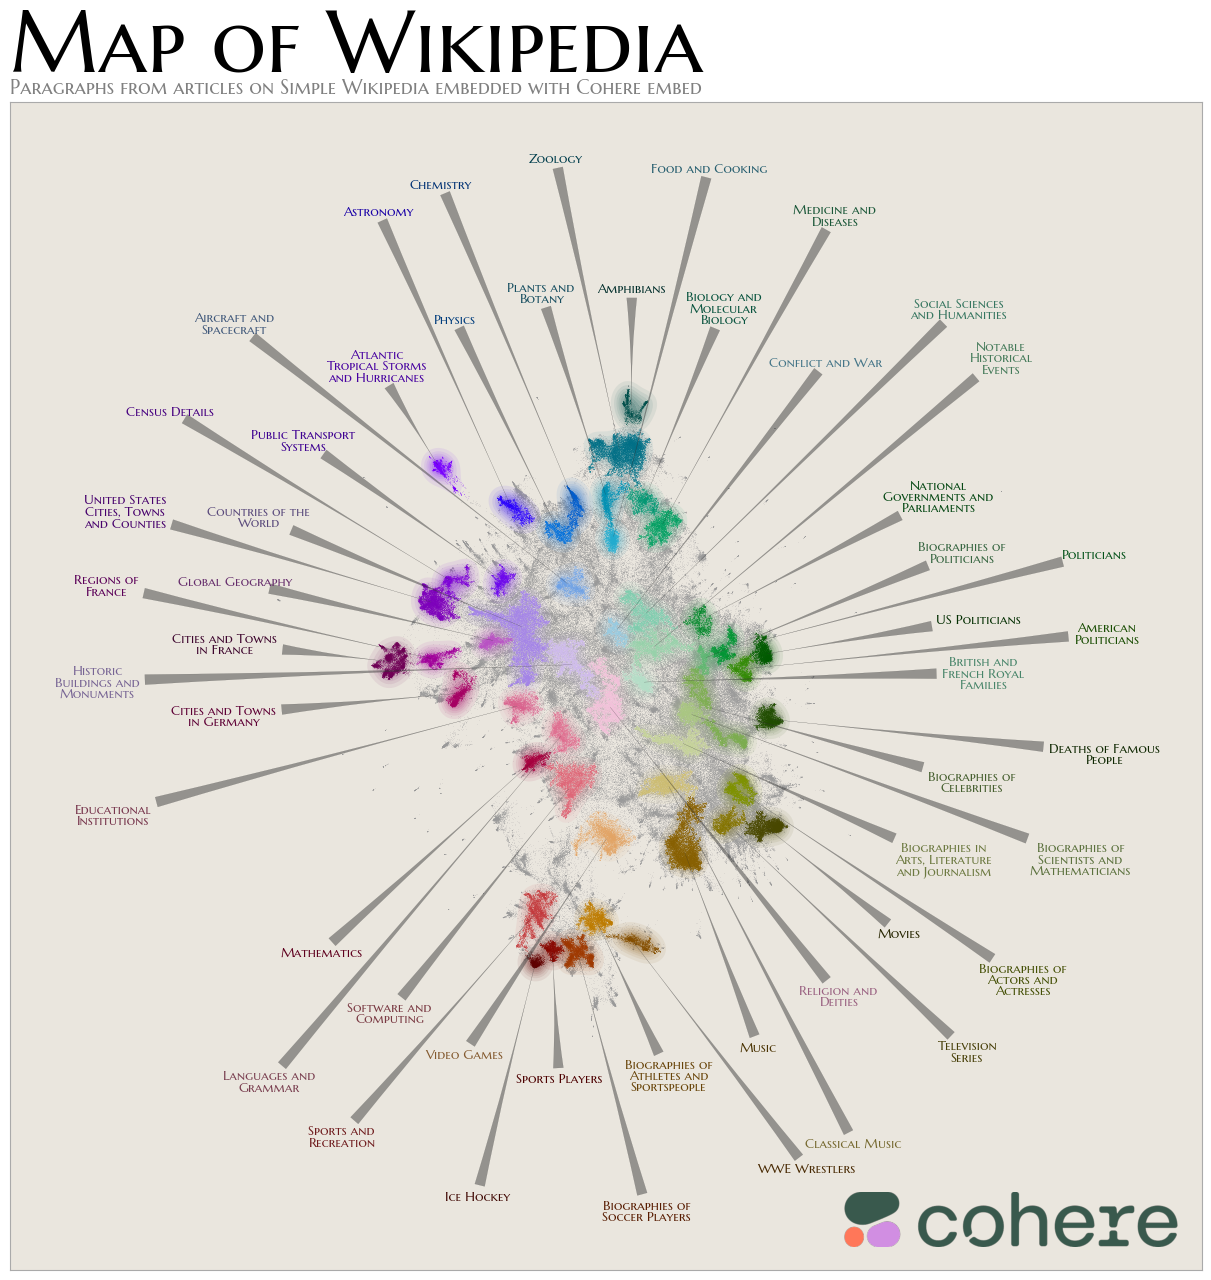 Map of Wikipedia
Paragraphs from articles on Simple Wikipedia embedded with Cohere embed
Zoology
Food and Cooking
Chemistry
Astronomy
Medicine and
Diseases
Plants and
Botany
Amphibians
Biology and
Molecular
Biology
Physics
Aircraft and
Spacecraft
Atlantic
Tropical Storms
and Hurricanes
Social Sciences
and Humanities
Notable
Historical
Events
Conflict and War
Census Details
Public Transport
Systems
United States
Cities, Towns
and Counties
Countries of the
World
National
Governments and
Parliaments
Biographies of
Politicians
Politicians
Regions of
France
Global Geography
US Politicians
American
Politicians
Cities and Towns
in France
Historic
Buildings and
Monuments
British and
French Royal
Families
Cities and Towns
in Germany
Deaths of Famous
People
Biographies of
Celebrities
Educational
Institutions
Biographies in
Arts, Literature
and Journalism
Biographies of
Scientists and
Mathematicians
Movies
Mathematics
Biographies of
Actors and
Actresses
Religion and
Deities
Software and
Computing
Television
Series
Video Games
Music
Languages and
Grammar
Sports Players
Biographies of
Athletes and
Sportspeople
Sports and
Recreation
Classical Music
WWE Wrestlers
Ice Hockey
Biographies of
Soccer Players
cohere